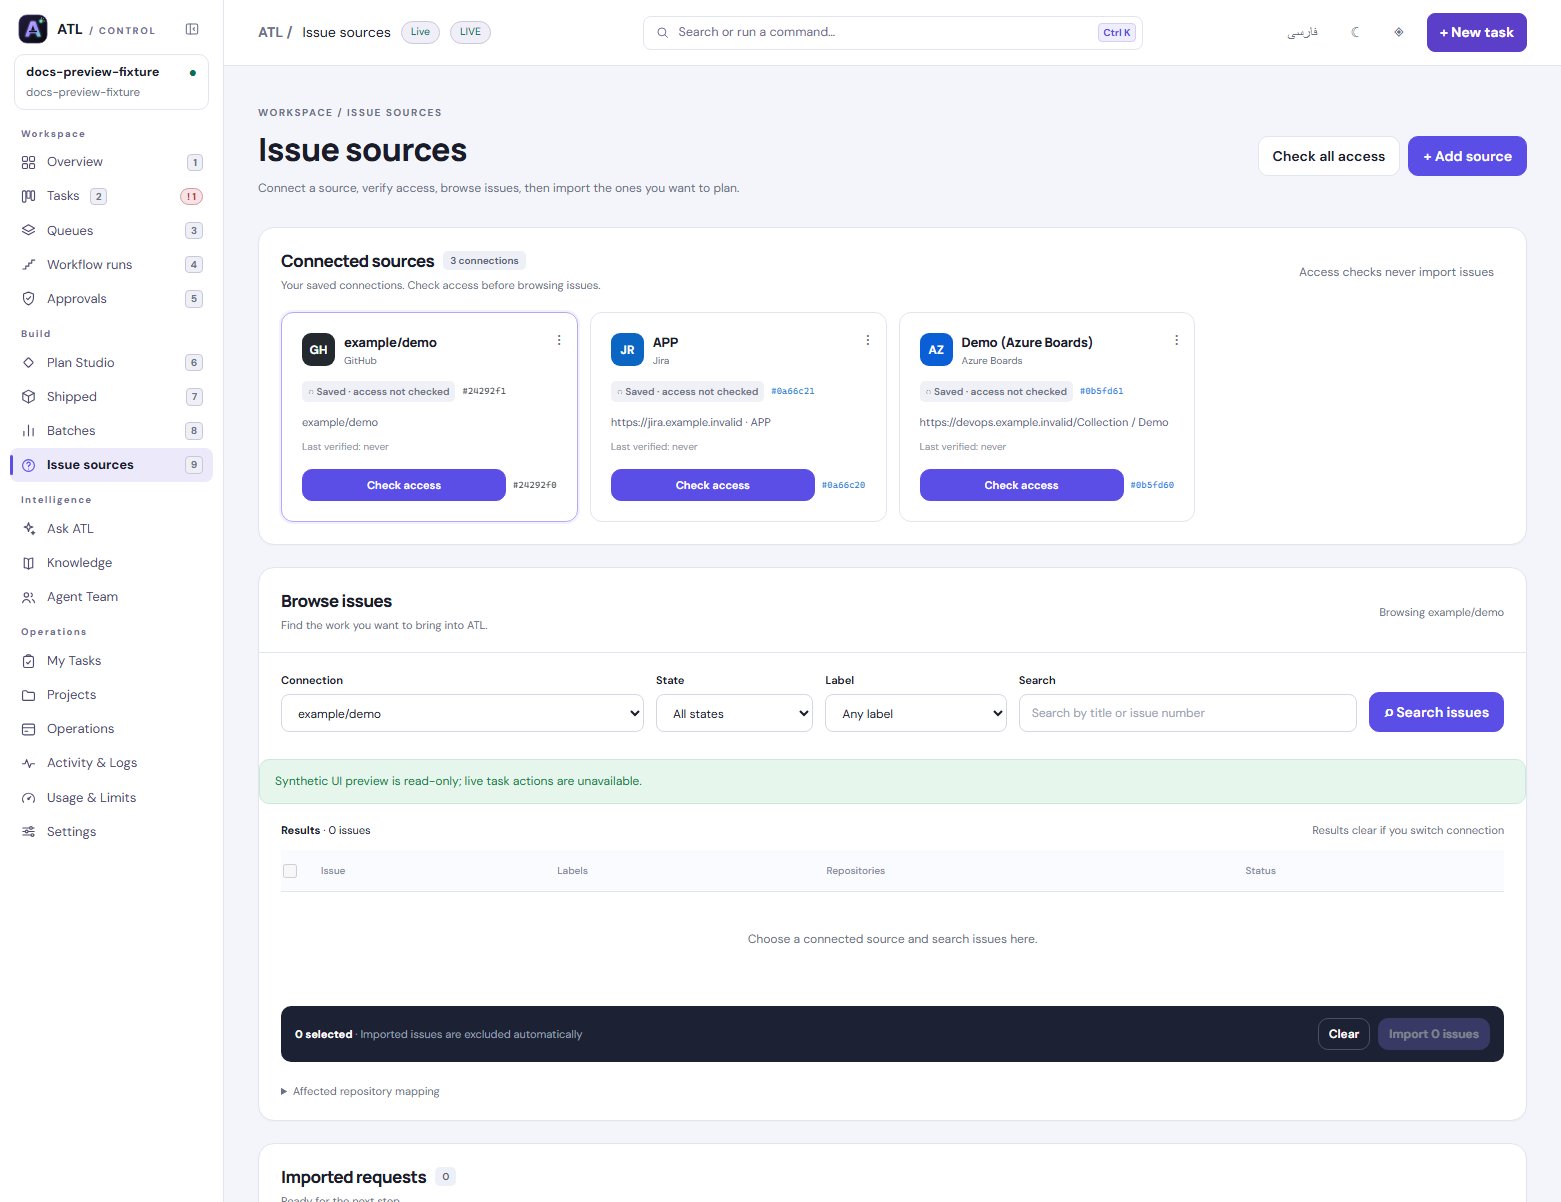 ATL / CONTROL
docs-preview-fixture
docs-preview-fixture
Workspace
Overview 1
Tasks 2 !1
Queues 3
Workflow runs 4
Approvals 5
Build
Plan Studio 6
Shipped 7
Batches 8
Issue sources 9
Intelligence
Ask ATL
Knowledge
Agent Team
Operations
My Tasks
Projects
Operations
Activity & Logs
Usage & Limits
Settings
ATL / Issue sources Live LIVE
Search or run a command... Ctrl K
فارسی
+ New task
WORKSPACE / ISSUE SOURCES
Issue sources
Connect a source, verify access, browse issues, then import the ones you want to plan.
Check all access
+ Add source
Connected sources 3 connections
Your saved connections. Check access before browsing issues.
Access checks never import issues
GH example/demo
GitHub
Saved · access not checked #24292f1
example/demo
Last verified: never
Check access #24292f0
JR APP
Jira
Saved · access not checked #0a66c21
https://jira.example.invalid · APP
Last verified: never
Check access #0a66c20
AZ Demo (Azure Boards)
Azure Boards
Saved · access not checked #0b5fd61
https://devops.example.invalid/Collection / Demo
Last verified: never
Check access #0b5fd60
Browse issues
Find the work you want to bring into ATL.
Browsing example/demo
Connection State Label Search
example/demo All states Any label Search by title or issue number Search issues
Synthetic UI preview is read-only; live task actions are unavailable.
Results · 0 issues
Results clear if you switch connection
Issue Labels Repositories Status
Choose a connected source and search issues here.
0 selected · Imported issues are excluded automatically
Clear Import 0 issues
Affected repository mapping
Imported requests 0
Ready for the next step